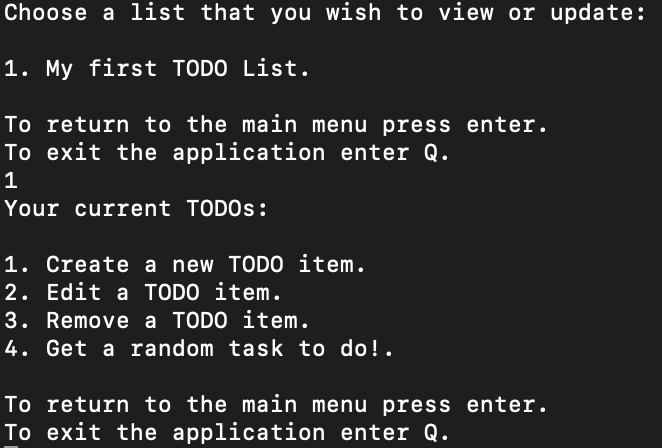 Choose a list that you wish to view or update:
1. My first TODO List.
To return to the main menu press enter.
To exit the application enter Q.
1
Your current TODOs:
1. Create a new TODO item.
2. Edit a TODO item.
3. Remove a TODO item.
4. Get a random task to do!.
To return to the main menu press enter.
To exit the application enter Q.